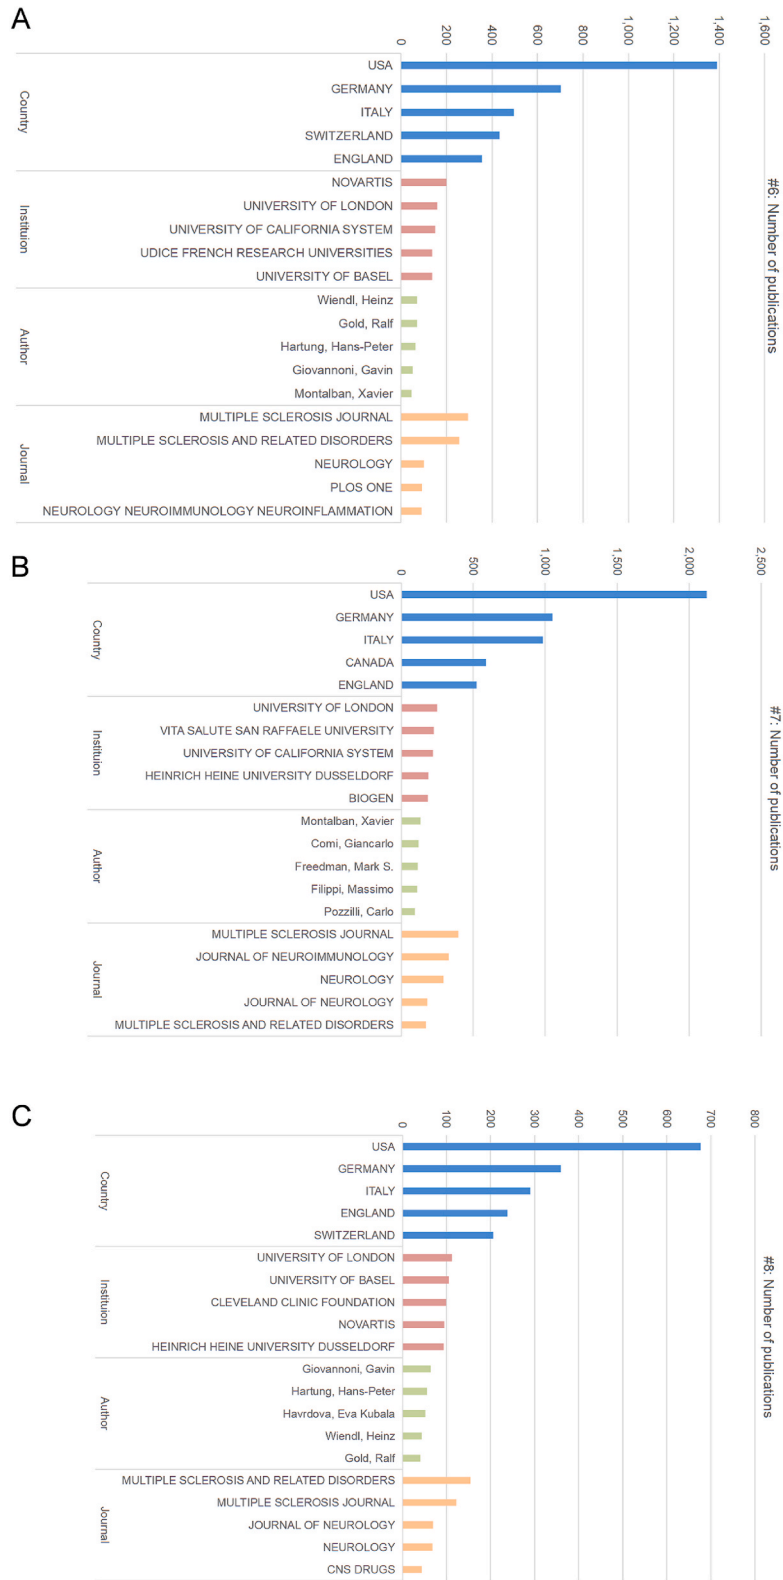 A
0 200 400 600 800 1,000 1,200 1,400 1,600
#6: Number of publications
Country
USA
GERMANY
ITALY
SWITZERLAND
ENGLAND
Instituion
NOVARTIS
UNIVERSITY OF LONDON
UNIVERSITY OF CALIFORNIA SYSTEM
UDICE FRENCH RESEARCH UNIVERSITIES
UNIVERSITY OF BASEL
Author
Wiendl, Heinz
Gold, Ralf
Hartung, Hans-Peter
Giovannoni, Gavin
Montalban, Xavier
Journal
MULTIPLE SCLEROSIS JOURNAL
MULTIPLE SCLEROSIS AND RELATED DISORDERS
NEUROLOGY
PLOS ONE
NEUROLOGY NEUROIMMUNOLOGY NEUROINFLAMMATION
B
0 500 1,000 1,500 2,000 2,500
#7: Number of publications
Country
USA
GERMANY
ITALY
CANADA
ENGLAND
Instituion
UNIVERSITY OF LONDON
VITA SALUTE SAN RAFFAELE UNIVERSITY
UNIVERSITY OF CALIFORNIA SYSTEM
HEINRICH HEINE UNIVERSITY DUSSELDORF
BIOGEN
Author
Montalban, Xavier
Comi, Giancarlo
Freedman, Mark S.
Filippi, Massimo
Pozzilli, Carlo
Journal
MULTIPLE SCLEROSIS JOURNAL
JOURNAL OF NEUROIMMUNOLOGY
NEUROLOGY
JOURNAL OF NEUROLOGY
MULTIPLE SCLEROSIS AND RELATED DISORDERS
C
0 100 200 300 400 500 600 700 800
#8: Number of publications
Country
USA
GERMANY
ITALY
ENGLAND
SWITZERLAND
Instituion
UNIVERSITY OF LONDON
UNIVERSITY OF BASEL
CLEVELAND CLINIC FOUNDATION
NOVARTIS
HEINRICH HEINE UNIVERSITY DUSSELDORF
Author
Giovannoni, Gavin
Hartung, Hans-Peter
Havrdova, Eva Kubala
Wiendl, Heinz
Gold, Ralf
Journal
MULTIPLE SCLEROSIS AND RELATED DISORDERS
MULTIPLE SCLEROSIS JOURNAL
JOURNAL OF NEUROLOGY
NEUROLOGY
CNS DRUGS